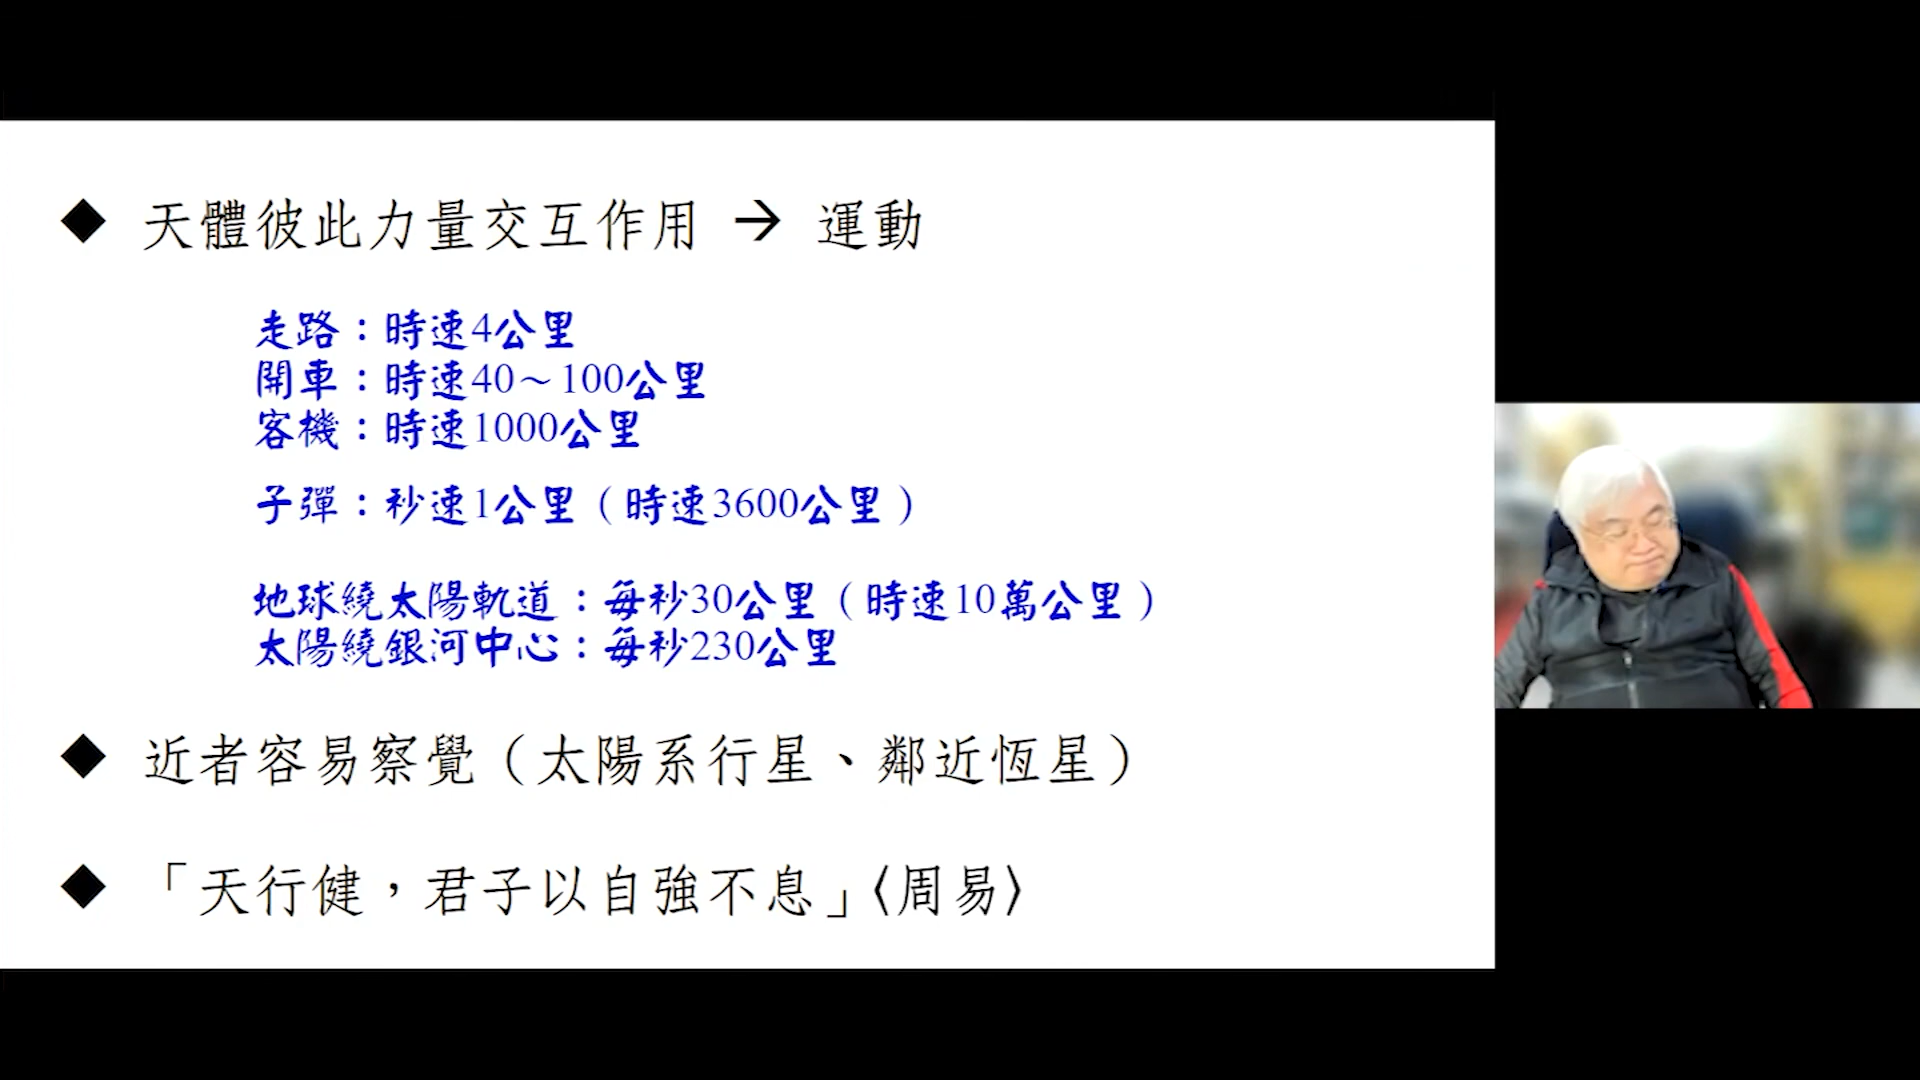 ◆ 天體彼此力量交互作用 → 運動
走路：時速4公里
開車：時速40～100公里
客機：時速1000公里
子彈：秒速1公里（時速3600公里）
地球繞太陽軌道：每秒30公里（時速10萬公里）
太陽繞銀河中心：每秒230公里
◆ 近者容易察覺（太陽系行星、鄰近恆星）
◆ 「天行健，君子以自強不息」〈周易〉